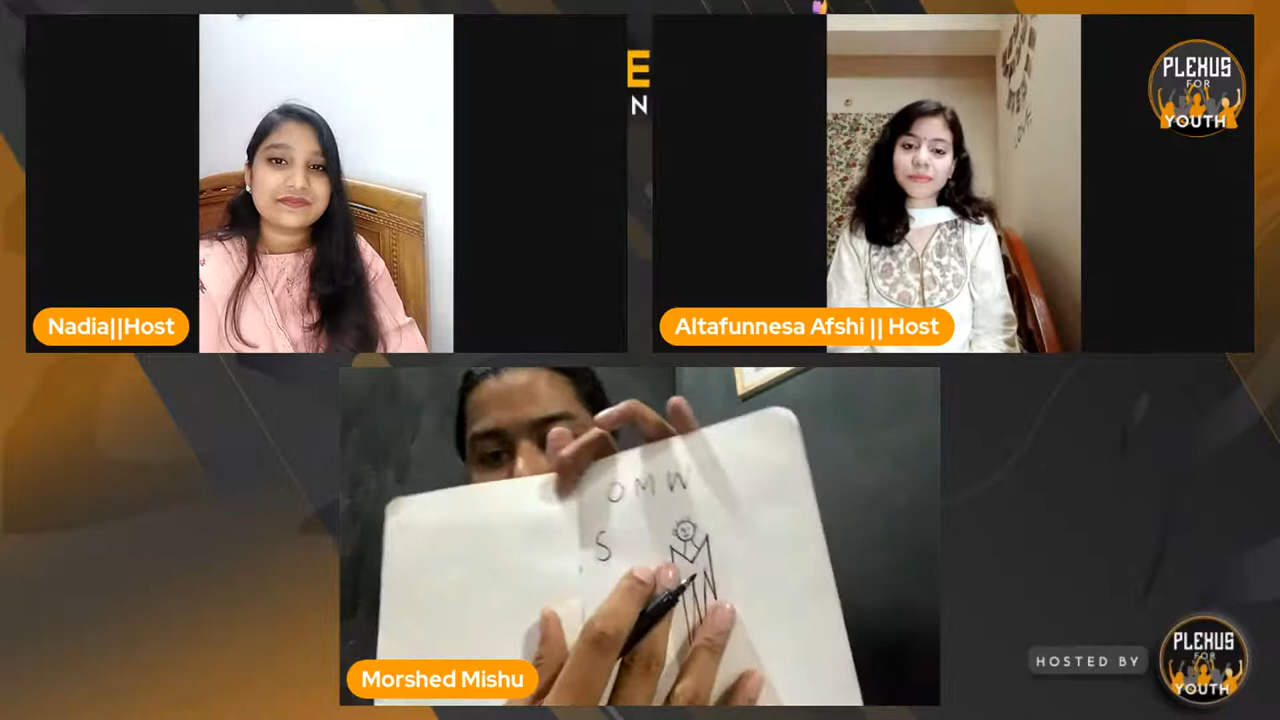 E
N
PLEXUS
FOR
YOUTH
Nadia||Host
Altafunnesa Afshi || Host
OMW
S
Morshed Mishu
HOSTED BY
PLEXUS
FOR
YOUTH